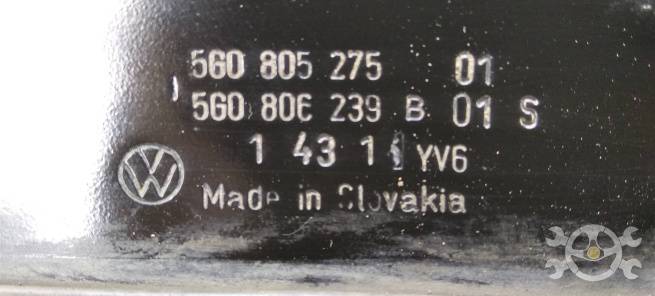 5G0 805 275 01
5G0 806 239 B 01 S
1 43 1 YV6
Made in Slovakia